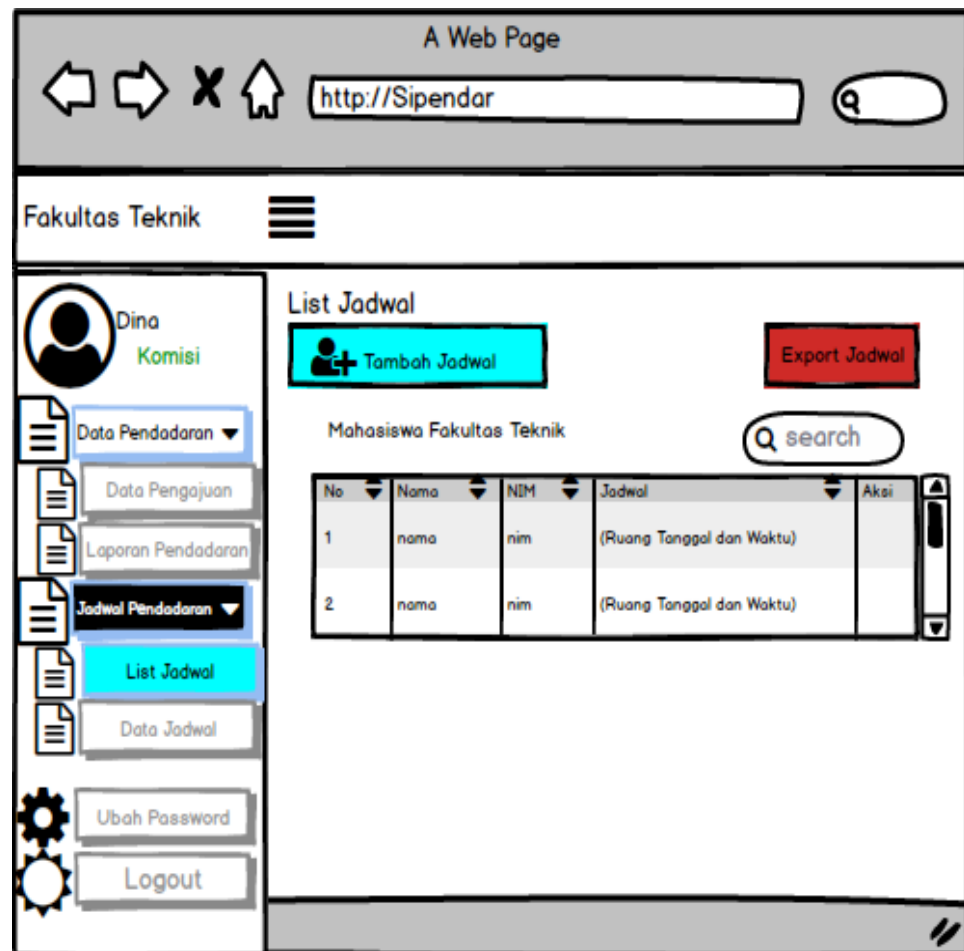 A Web Page
http://Sipendar
Fakultas Teknik
Dina
Komisi
Data Pendadaran
Data Pengajuan
Laporan Pendadaran
Jadwal Pendadaran
List Jadwal
Data Jadwal
Ubah Password
Logout
List Jadwal
Tambah Jadwal
Export Jadwal
Mahasiswa Fakultas Teknik
search
No Nama NIM Jadwal Aksi
1 nama nim (Ruang Tanggal dan Waktu)
2 nama nim (Ruang Tanggal dan Waktu)